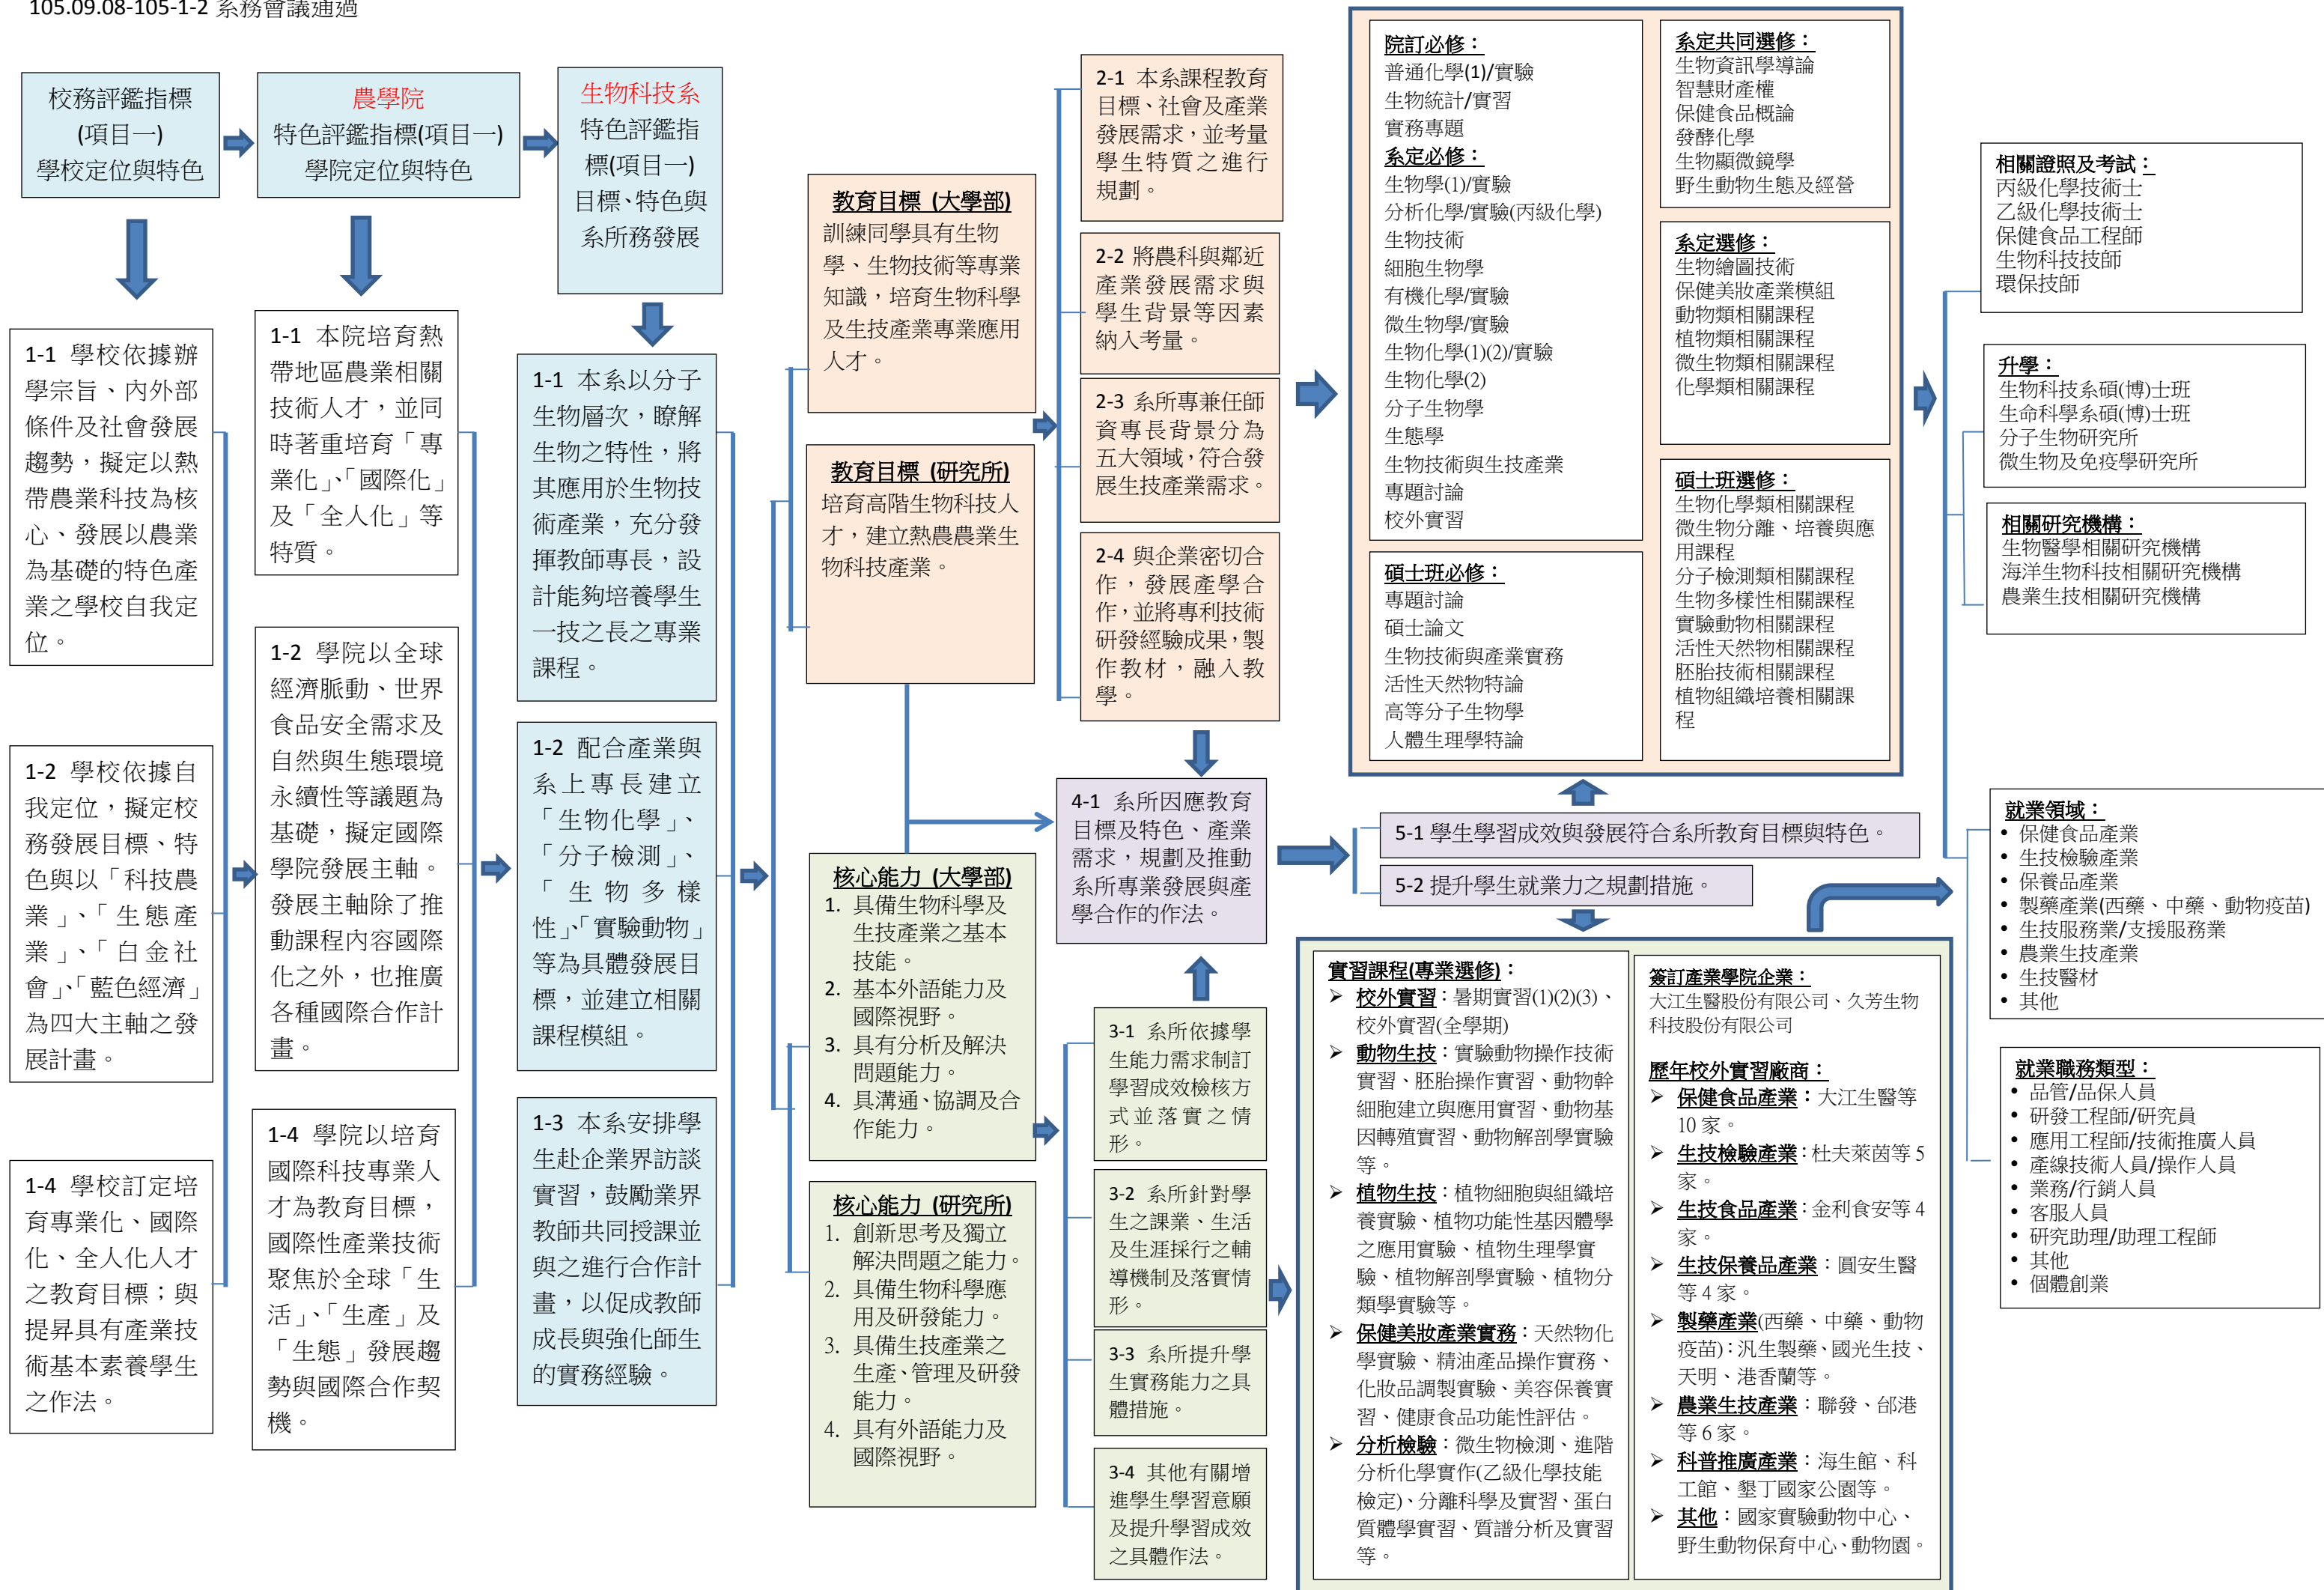 105.09.08-105-1-2 系務會議通過
校務評鑑指標
(項目一)
學校定位與特色
農學院
特色評鑑指標(項目一)
學院定位與特色
生物科技系
特色評鑑指
標(項目一)
目標、特色與
系所務發展
1-1 學校依據辦
學宗旨、內外部
條件及社會發展
趨勢，擬定以熱
帶農業科技為核
心、發展以農業
為基礎的特色產
業之學校自我定
位。
1-2 學校依據自
我定位，擬定校
務發展目標、特
色與以「科技農
業」、「生態產
業」、「白金社
會」、「藍色經濟」
為四大主軸之發
展計畫。
1-4 學校訂定培
育專業化、國際
化、全人化人才
之教育目標；與
提昇具有產業技
術基本素養學生
之作法。
1-1 本院培育熱
帶地區農業相關
技術人才，並同
時著重培育「專
業化」、「國際化」
及「全人化」等
特質。
1-2 學院以全球
經濟脈動、世界
食品安全需求及
自然與生態環境
永續性等議題為
基礎，擬定國際
學院發展主軸。
發展主軸除了推
動課程內容國際
化之外，也推廣
各種國際合作計
畫。
1-4 學院以培育
國際科技專業人
才為教育目標，
國際性產業技術
聚焦於全球「生
活」、「生產」及
「生態」發展趨
勢與國際合作契
機。
1-1 本系以分子
生物層次，瞭解
生物之特性，將
其應用於生物技
術產業，充分發
揮教師專長，設
計能夠培養學生
一技之長之專業
課程。
1-2 配合產業與
系上專長建立
「生物化學」、
「分子檢測」、
「生物多樣
性」、「實驗動物」
等為具體發展目
標，並建立相關
課程模組。
1-3 本系安排學
生赴企業界訪談
實習，鼓勵業界
教師共同授課並
與之進行合作計
畫，以促成教師
成長與強化師生
的實務經驗。
教育目標 (大學部)
訓練同學具有生物
學、生物技術等專業
知識，培育生物科學
及生技產業專業應用
人才。
教育目標 (研究所)
培育高階生物科技人
才，建立熱農農業生
物科技產業。
核心能力 (大學部)
1. 具備生物科學及
生技產業之基本
技能。
2. 基本外語能力及
國際視野。
3. 具有分析及解決
問題能力。
4. 具溝通、協調及合
作能力。
核心能力 (研究所)
1. 創新思考及獨立
解決問題之能力。
2. 具備生物科學應
用及研發能力。
3. 具備生技產業之
生產、管理及研發
能力。
4. 具有外語能力及
國際視野。
2-1 本系課程教育
目標、社會及產業
發展需求，並考量
學生特質之進行
規劃。
2-2 將農科與鄰近
產業發展需求與
學生背景等因素
納入考量。
2-3 系所專兼任師
資專長背景分為
五大領域，符合發
展生技產業需求。
2-4 與企業密切合
作，發展產學合
作，並將專利技術
研發經驗成果，製
作教材，融入教
學。
4-1 系所因應教育
目標及特色、產業
需求，規劃及推動
系所專業發展與產
學合作的作法。
3-1 系所依據學
生能力需求制訂
學習成效檢核方
式並落實之情
形。
3-2 系所針對學
生之課業、生活
及生涯採行之輔
導機制及落實情
形。
3-3 系所提升學
生實務能力之具
體措施。
3-4 其他有關增
進學生學習意願
及提升學習成效
之具體作法。
院訂必修：
普通化學(1)/實驗
生物統計/實習
實務專題
系定必修：
生物學(1)/實驗
分析化學/實驗(丙級化學)
生物技術
細胞生物學
有機化學/實驗
微生物學/實驗
生物化學(1)(2)/實驗
生物化學(2)
分子生物學
生態學
生物技術與生技產業
專題討論
校外實習
碩士班必修：
專題討論
碩士論文
生物技術與產業實務
活性天然物特論
高等分子生物學
人體生理學特論
系定共同選修：
生物資訊學導論
智慧財產權
保健食品概論
發酵化學
生物顯微鏡學
野生動物生態及經營
系定選修：
生物繪圖技術
保健美妝產業模組
動物類相關課程
植物類相關課程
微生物類相關課程
化學類相關課程
碩士班選修：
生物化學類相關課程
微生物分離、培養與應
用課程
分子檢測類相關課程
生物多樣性相關課程
實驗動物相關課程
活性天然物相關課程
胚胎技術相關課程
植物組織培養相關課
程
5-1 學生學習成效與發展符合系所教育目標與特色。
5-2 提升學生就業力之規劃措施。
實習課程(專業選修)：
➢ 校外實習：暑期實習(1)(2)(3)、
校外實習(全學期)
➢ 動物生技：實驗動物操作技術
實習、胚胎操作實習、動物幹
細胞建立與應用實習、動物基
因轉殖實習、動物解剖學實驗
等。
➢ 植物生技：植物細胞與組織培
養實驗、植物功能性基因體學
之應用實驗、植物生理學實
驗、植物解剖學實驗、植物分
類學實驗等。
➢ 保健美妝產業實務：天然物化
學實驗、精油產品操作實務、
化妝品調製實驗、美容保養實
習、健康食品功能性評估。
➢ 分析檢驗：微生物檢測、進階
分析化學實作(乙級化學技能
檢定)、分離科學及實習、蛋白
質體學實習、質譜分析及實習
等。
簽訂產業學院企業：
大江生醫股份有限公司、久芳生物
科技股份有限公司
歷年校外實習廠商：
➢ 保健食品產業：大江生醫等
10 家。
➢ 生技檢驗產業：杜夫萊茵等 5
家。
➢ 生技食品產業：金利食安等 4
家。
➢ 生技保養品產業：圓安生醫
等 4 家。
➢ 製藥產業(西藥、中藥、動物
疫苗)：汎生製藥、國光生技、
天明、港香蘭等。
➢ 農業生技產業：聯發、邰港
等 6 家。
➢ 科普推廣產業：海生館、科
工館、墾丁國家公園等。
➢ 其他：國家實驗動物中心、
野生動物保育中心、動物園。
相關證照及考試：
丙級化學技術士
乙級化學技術士
保健食品工程師
生物科技技師
環保技師
升學：
生物科技系碩(博)士班
生命科學系碩(博)士班
分子生物研究所
微生物及免疫學研究所
相關研究機構：
生物醫學相關研究機構
海洋生物科技相關研究機構
農業生技相關研究機構
就業領域：
• 保健食品產業
• 生技檢驗產業
• 保養品產業
• 製藥產業(西藥、中藥、動物疫苗)
• 生技服務業/支援服務業
• 農業生技產業
• 生技醫材
• 其他
就業職務類型：
• 品管/品保人員
• 研發工程師/研究員
• 應用工程師/技術推廣人員
• 產線技術人員/操作人員
• 業務/行銷人員
• 客服人員
• 研究助理/助理工程師
• 其他
• 個體創業